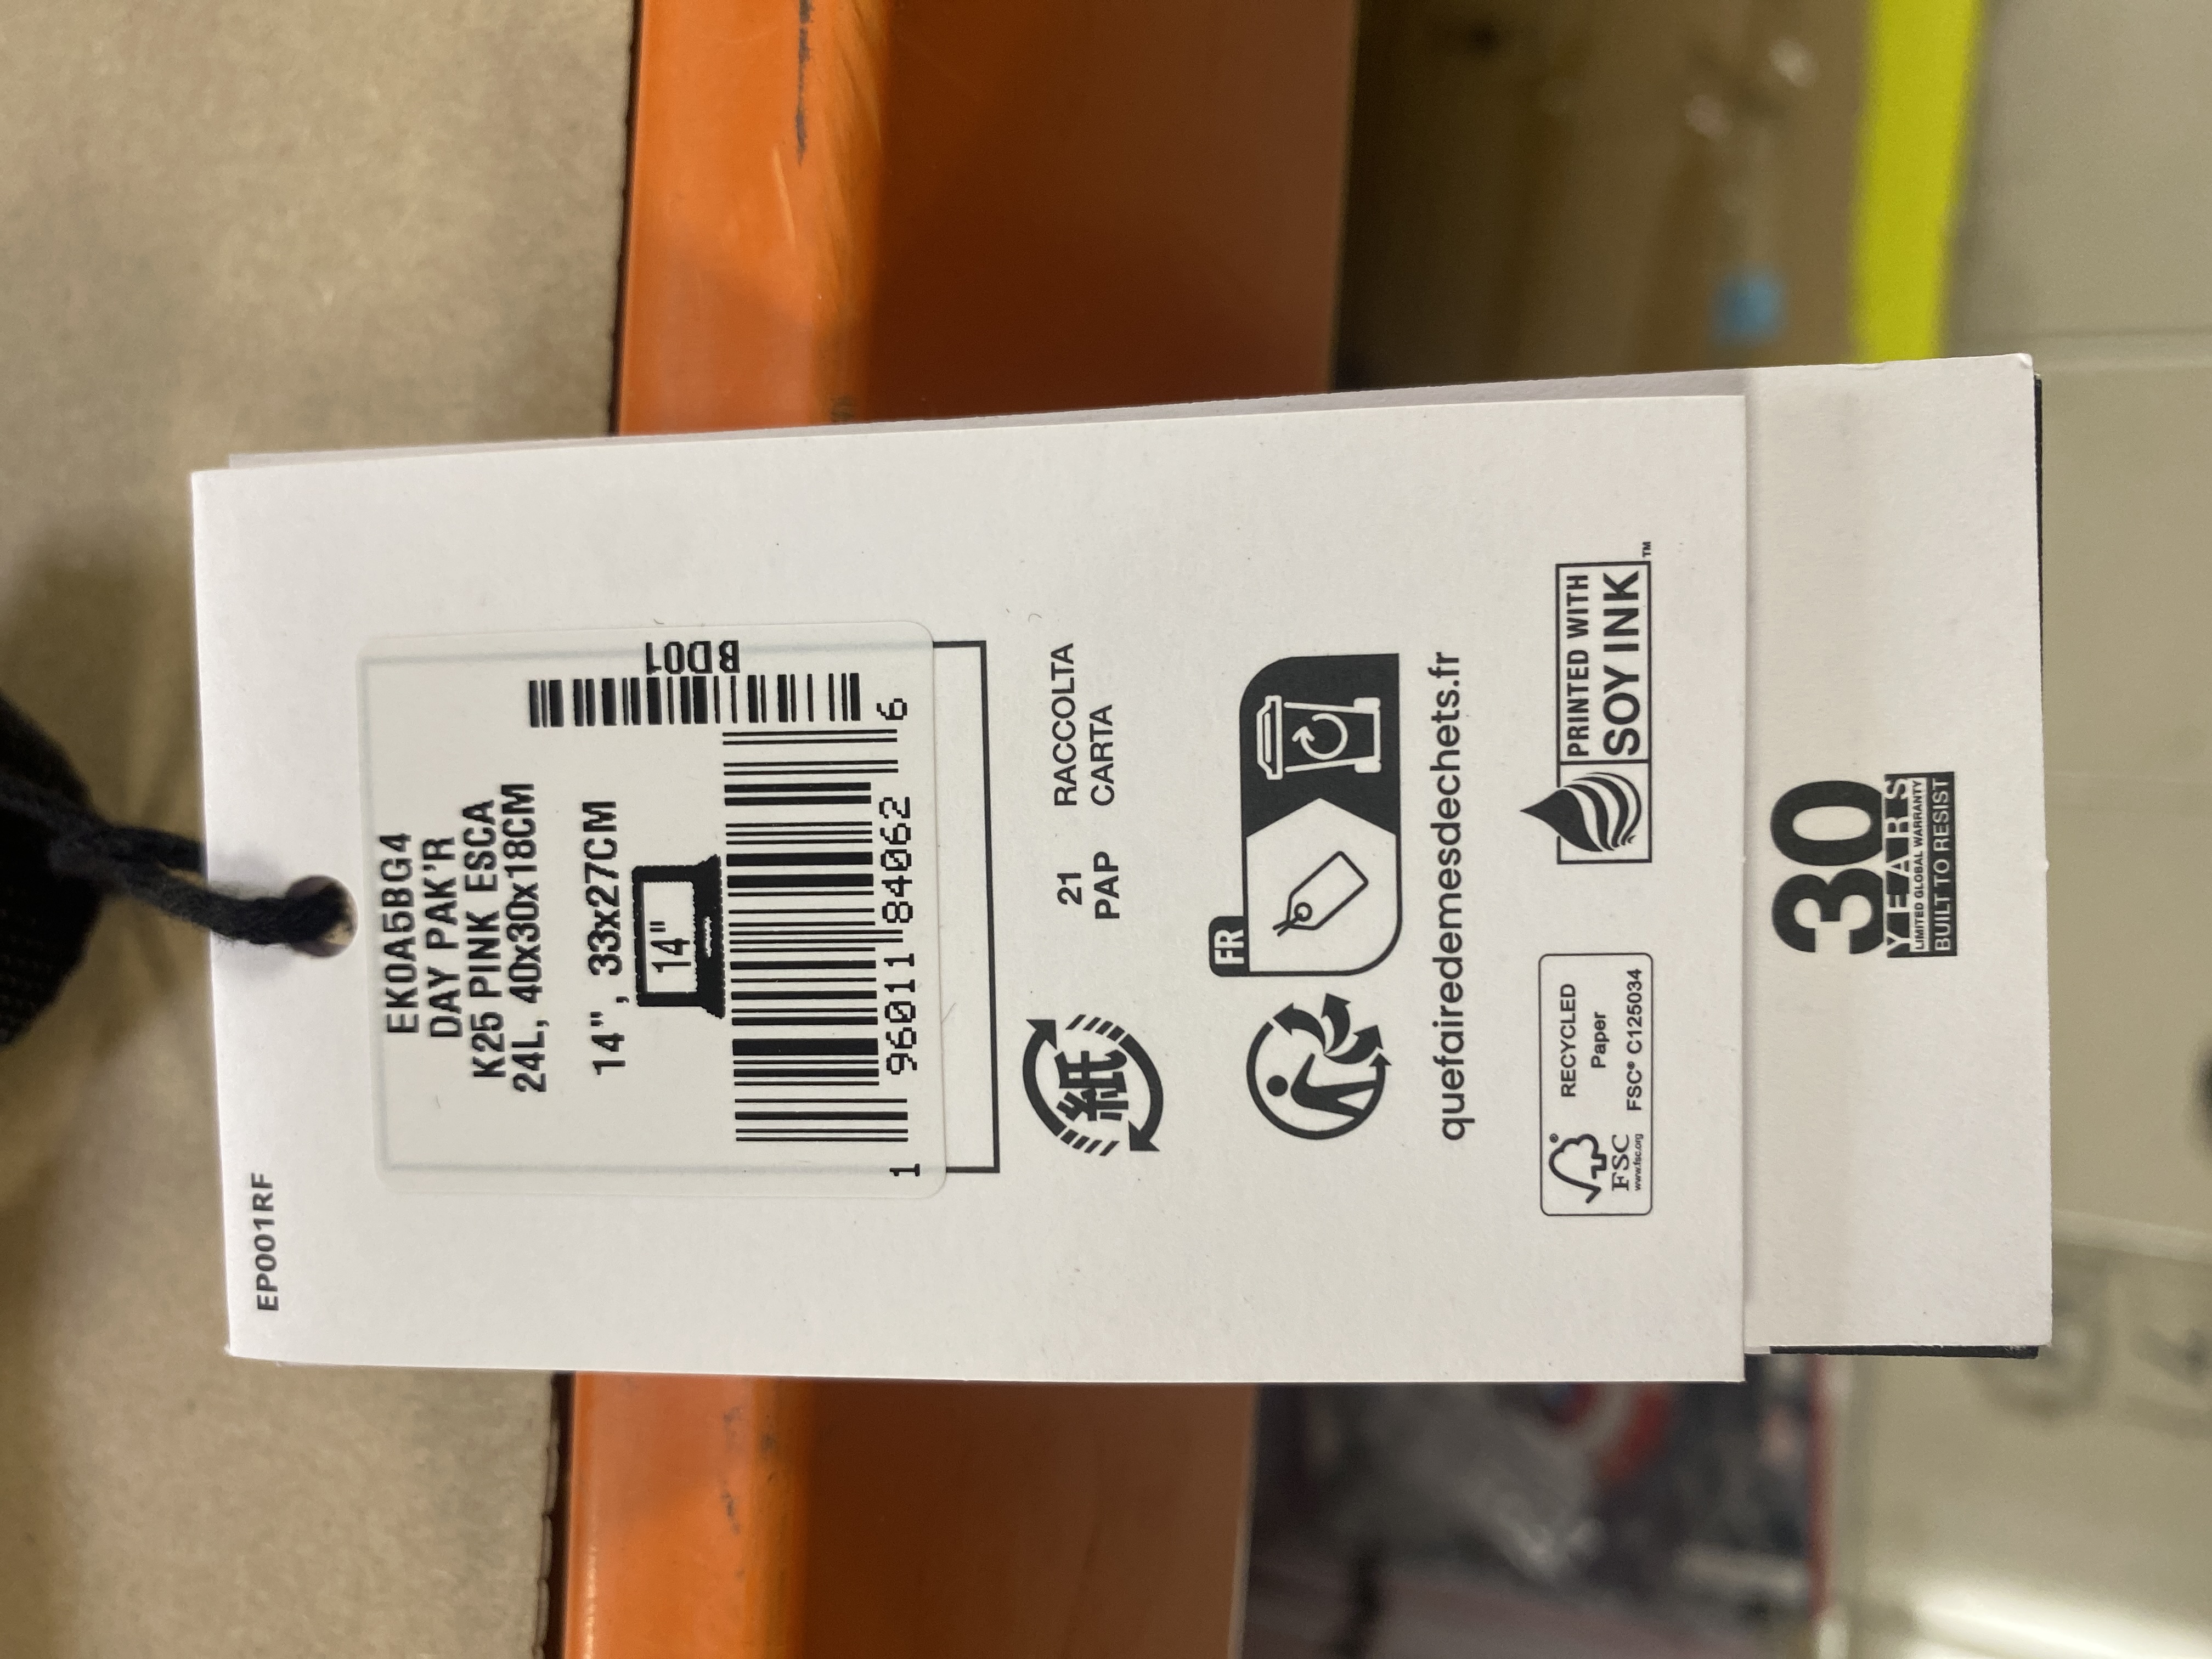 EP001RF
EK0A5BG4
DAY PAK'R
K25 PINK ESCA
24L, 40x30x18CM
14", 33x27CM
14"
BD01
1 96011 84062 6
紙
21 RACCOLTA
PAP CARTA
FR
quefairedemesdechets.fr
FSC®
www.fsc.org
RECYCLED
Paper
FSC® C125034
PRINTED WITH
SOY INK™
30
YEARS
LIMITED GLOBAL WARRANTY
BUILT TO RESIST